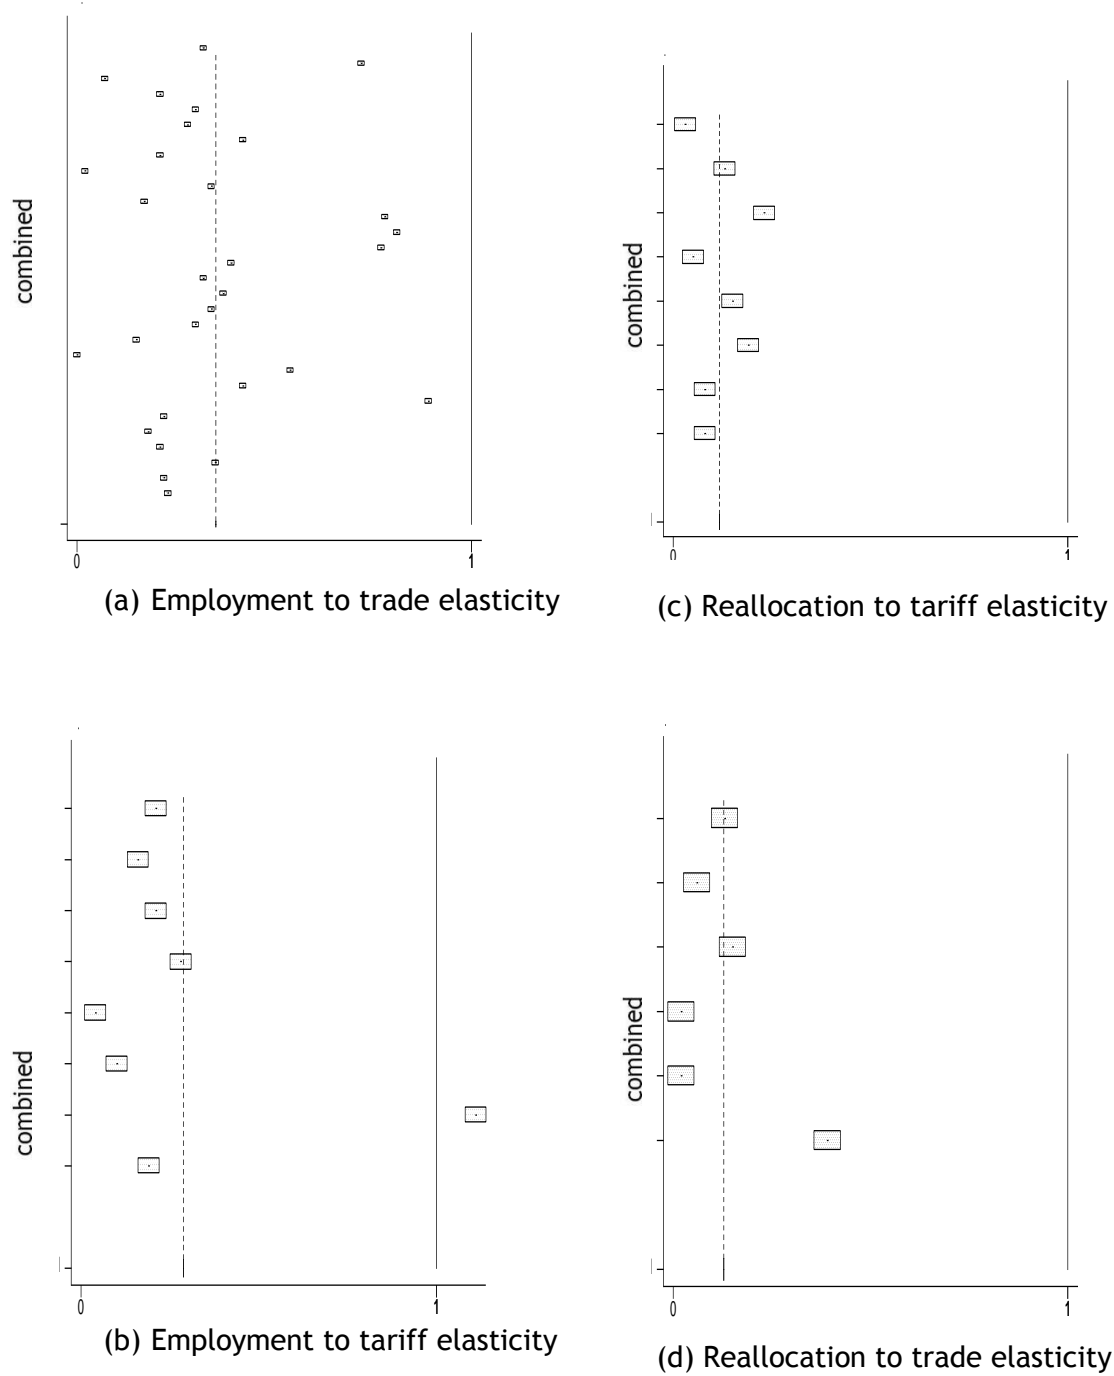 combined
0 1
(a) Employment to trade elasticity
combined
0 1
(c) Reallocation to tariff elasticity
combined
0 1
(b) Employment to tariff elasticity
combined
0 1
(d) Reallocation to trade elasticity